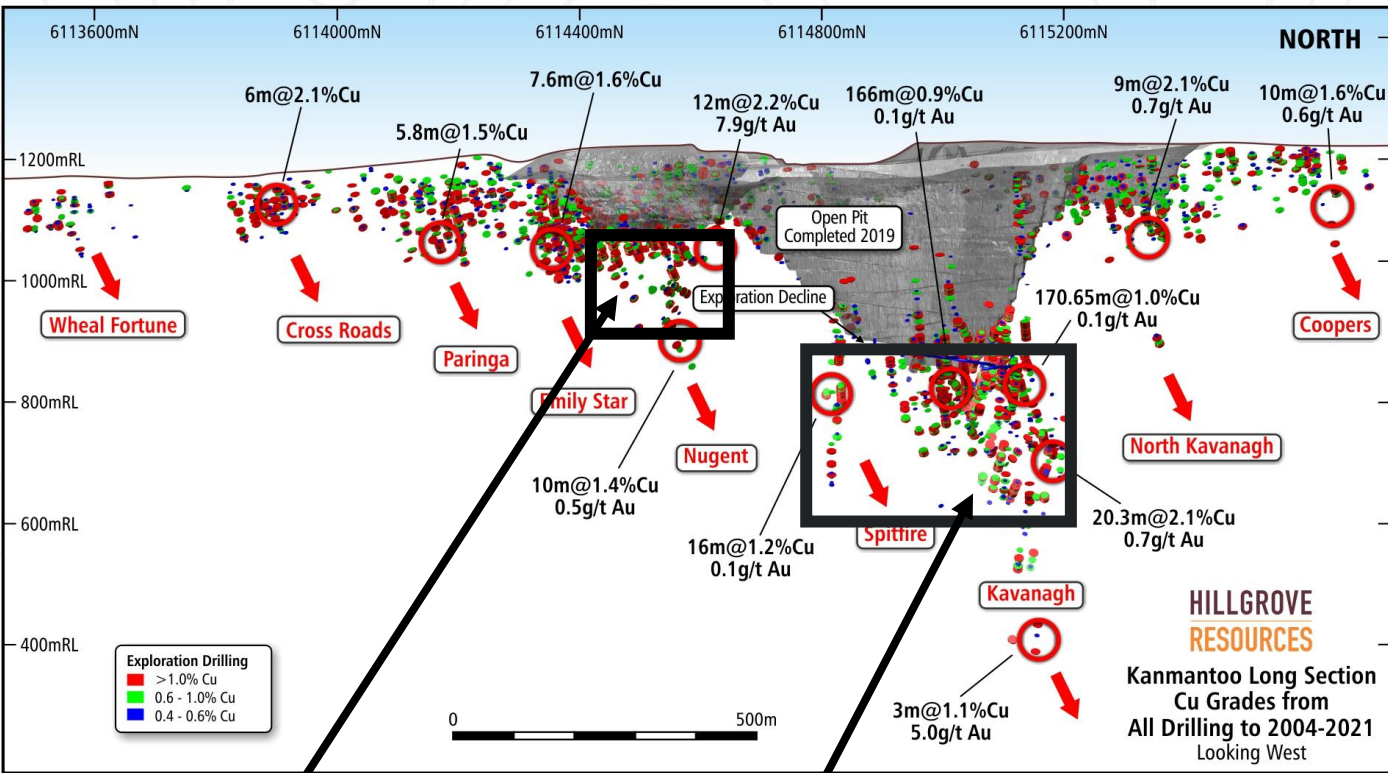 6113600mN
6114000mN
6114400mN
6114800mN
6115200mN
NORTH
6m@2.1%Cu
5.8m@1.5%Cu
7.6m@1.6%Cu
12m@2.2%Cu
7.9g/t Au
166m@0.9%Cu
0.1g/t Au
9m@2.1%Cu
0.7g/t Au
10m@1.6%Cu
0.6g/t Au
1200mRL
1000mRL
800mRL
600mRL
400mRL
Open Pit
Completed 2019
Exploration Decline
170.65m@1.0%Cu
0.1g/t Au
Wheal Fortune
Cross Roads
Paringa
Emily Star
Nugent
Coopers
North Kavanagh
10m@1.4%Cu
0.5g/t Au
16m@1.2%Cu
0.1g/t Au
Spitfire
20.3m@2.1%Cu
0.7g/t Au
Kavanagh
3m@1.1%Cu
5.0g/t Au
Exploration Drilling
>1.0% Cu
0.6 - 1.0% Cu
0.4 - 0.6% Cu
0
500m
HILLGROVE
RESOURCES
Kanmantoo Long Section
Cu Grades from
All Drilling to 2004-2021
Looking West